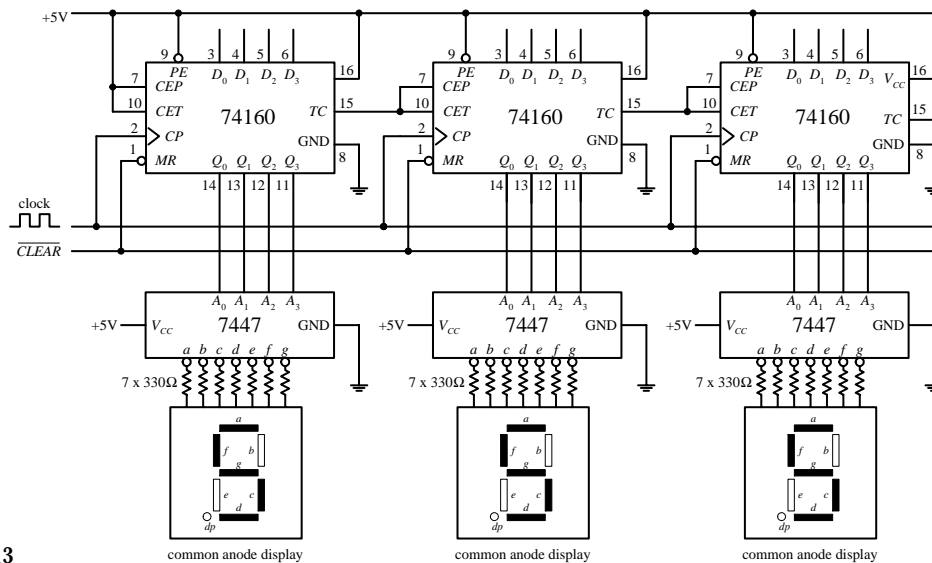 +5V
9 3 4 5 6 16
PE D0 D1 D2 D3
7 CEP
10 CET 74160 TC 15
2 CP
1 MR GND 8
Q0 Q1 Q2 Q3
14 13 12 11
9 3 4 5 6 16
PE D0 D1 D2 D3
7 CEP
10 CET 74160 TC 15
2 CP
1 MR GND 8
Q0 Q1 Q2 Q3
14 13 12 11
9 3 4 5 6
PE D0 D1 D2 D3 VCC 16
7 CEP
10 CET 74160 TC 15
2 CP
1 MR GND 8
Q0 Q1 Q2 Q3
14 13 12 11
clock
CLEAR
A0 A1 A2 A3
+5V VCC 7447 GND
a b c d e f g
7 x 330Ω
A0 A1 A2 A3
+5V VCC 7447 GND
a b c d e f g
7 x 330Ω
A0 A1 A2 A3
+5V VCC 7447 GND
a b c d e f g
7 x 330Ω
a
f b
g
e c
d
dp
a
f b
g
e c
d
dp
a
f b
g
e c
d
dp
common anode display
common anode display
common anode display